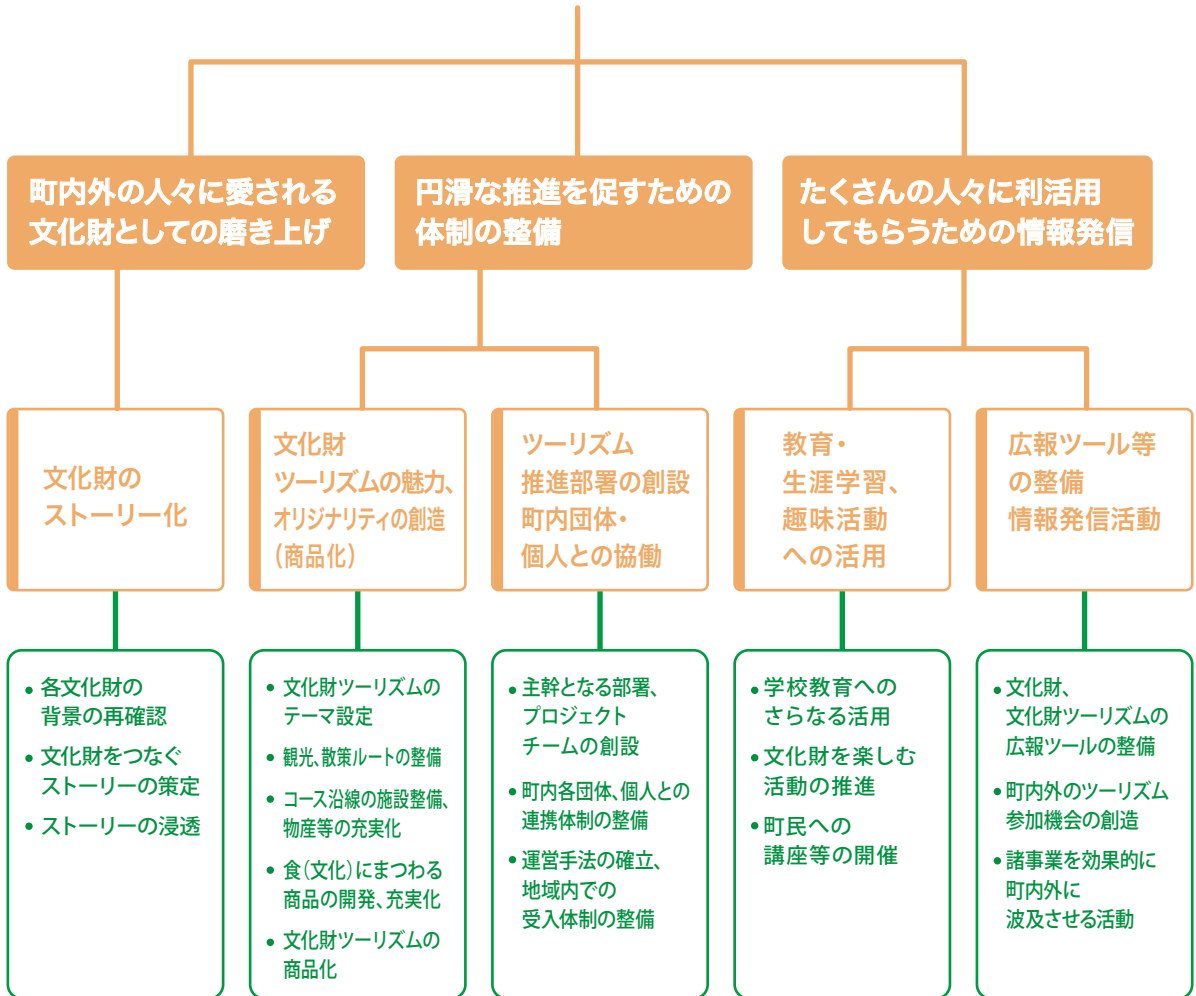 町内外の人々に愛される
文化財としての磨き上げ
円滑な推進を促すための
体制の整備
たくさんの人々に利活用
してもらうための情報発信
文化財の
ストーリー化
文化財
ツーリズムの魅力、
オリジナリティの創造
(商品化)
ツーリズム
推進部署の創設
町内団体・
個人との協働
教育・
生涯学習、
趣味活動
への活用
広報ツール等
の整備
情報発信活動
• 各文化財の
背景の再確認
• 文化財をつなぐ
ストーリーの策定
• ストーリーの浸透
• 文化財ツーリズムの
テーマ設定
• 観光、散策ルートの整備
• コース沿線の施設整備、
物産等の充実化
• 食(文化)にまつわる
商品の開発、充実化
• 文化財ツーリズムの
商品化
• 主幹となる部署、
プロジェクト
チームの創設
• 町内各団体、個人との
連携体制の整備
• 運営手法の確立、
地域内での
受入体制の整備
• 学校教育への
さらなる活用
• 文化財を楽しむ
活動の推進
• 町民への
講座等の開催
• 文化財、
文化財ツーリズムの
広報ツールの整備
• 町内外のツーリズム
参加機会の創造
• 諸事業を効果的に
町内外に
波及させる活動